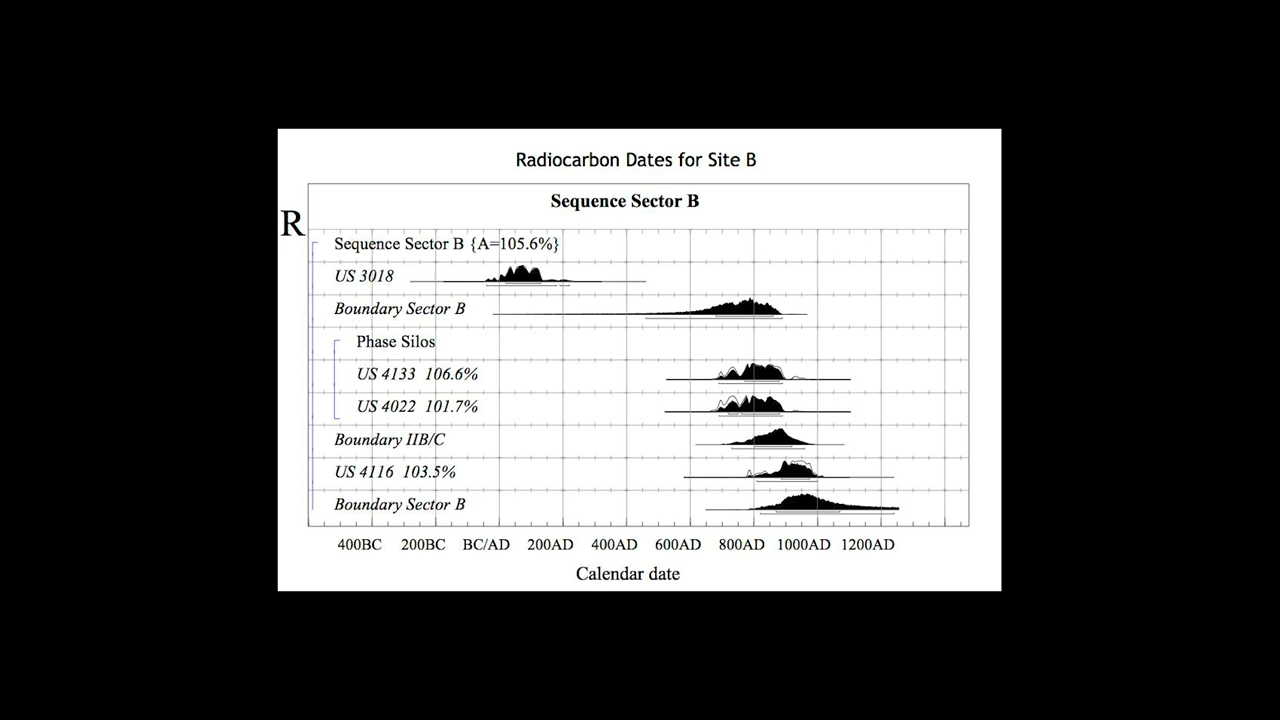 Radiocarbon Dates for Site B
Sequence Sector B
R
Sequence Sector B {A=105.6%}
US 3018
Boundary Sector B
Phase Silos
US 4133 106.6%
US 4022 101.7%
Boundary IIB/C
US 4116 103.5%
Boundary Sector B
400BC 200BC BC/AD 200AD 400AD 600AD 800AD 1000AD 1200AD
Calendar date